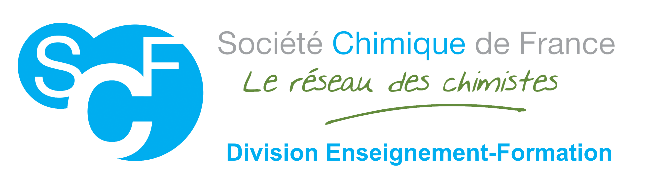 SCF
Société Chimique de France
Le réseau des chimistes
Division Enseignement-Formation